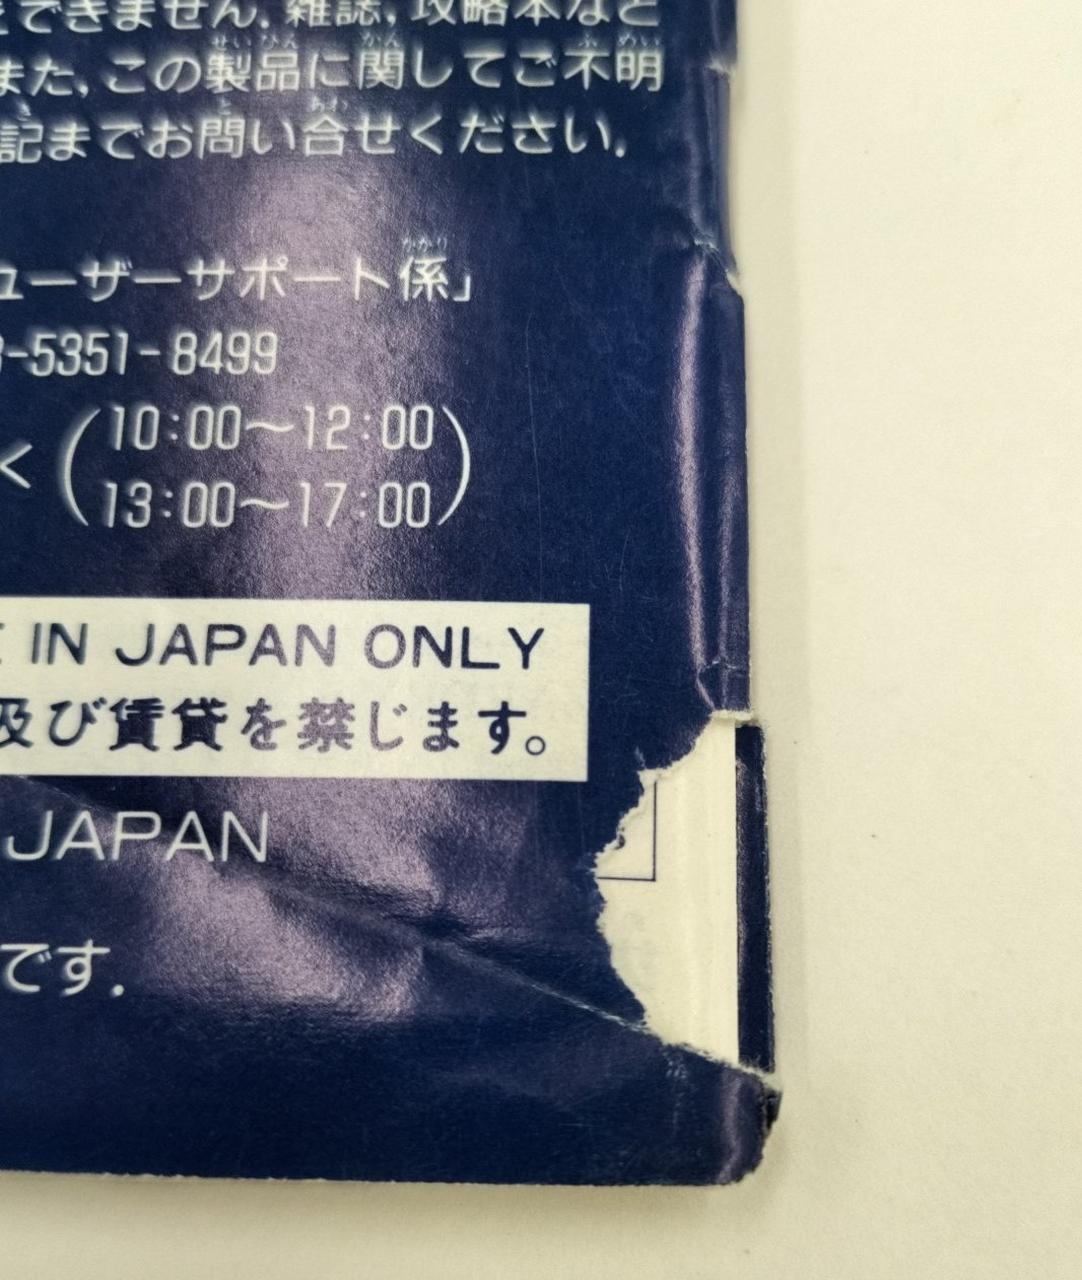 できません．雑誌，攻略本など
また，この製品に関してご不明
記までお問い合せください．
ユーザーサポート係」
3-5351-8499
く (10:00〜12:00
13:00〜17:00)
E IN JAPAN ONLY
及び賃貸を禁じます。
JAPAN
です．